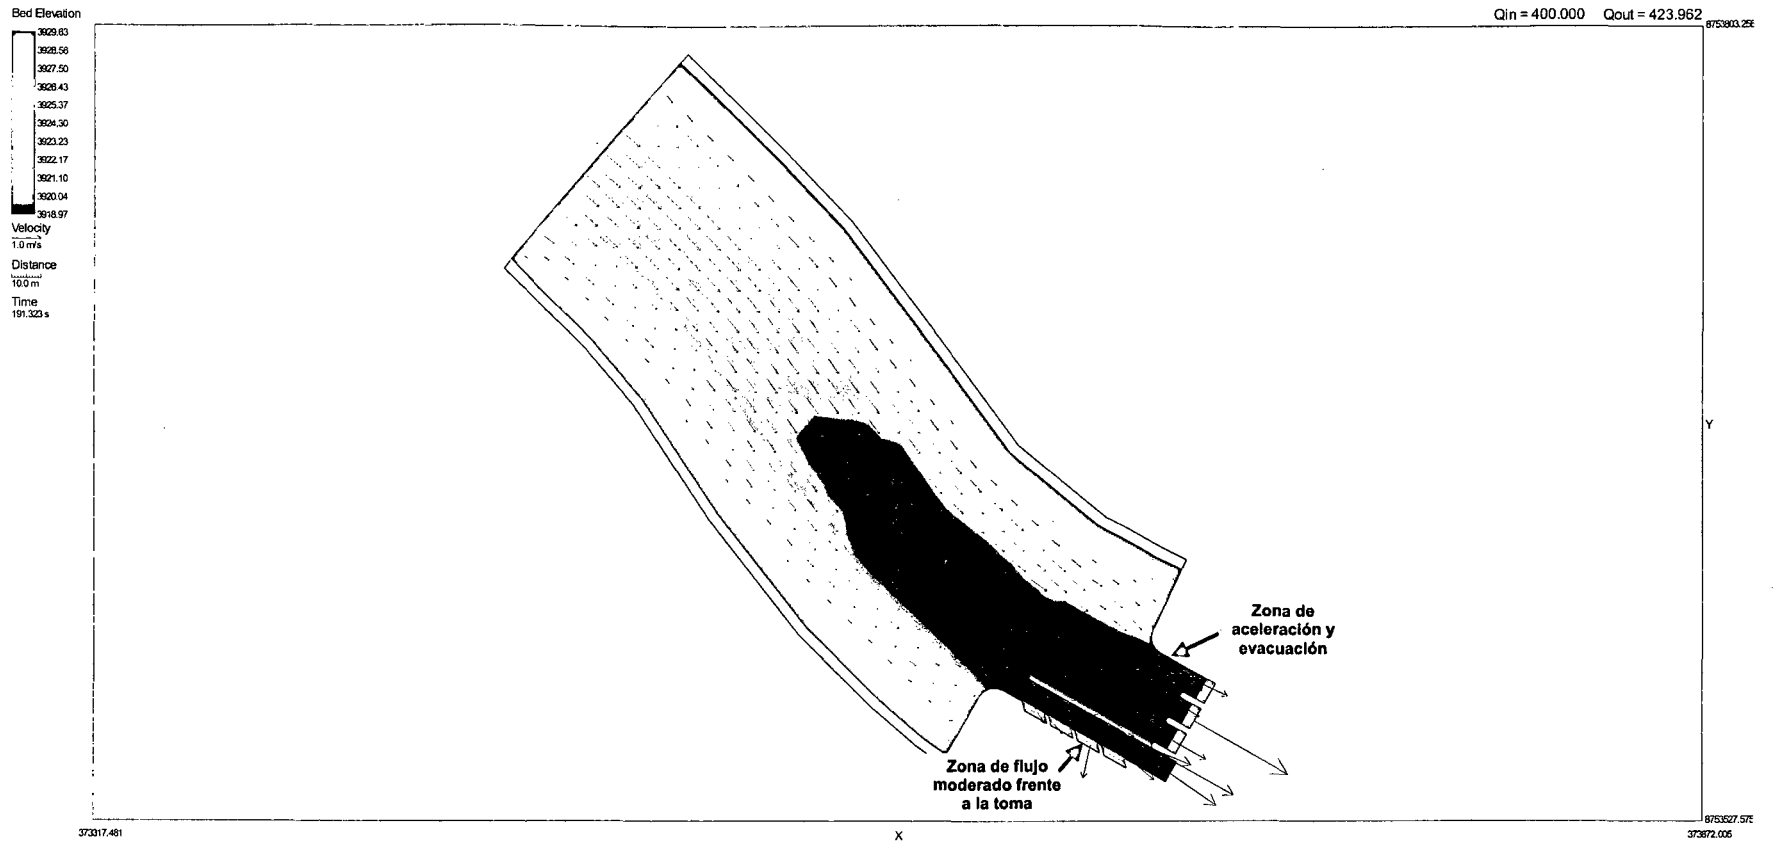 Bed Elevation
Qin = 400.000 Qout = 423.962
8753803.256
3929.63
3928.56
3927.50
3926.43
3925.37
3924.30
3923.23
3922.17
3921.10
3920.04
3918.97
Velocity
1.0 m/s
Distance
10.0 m
Time
191.323 s
Y
Zona de
aceleración y
evacuación
Zona de flujo
moderado frente
a la toma
8753527.575
373317.481
X
373872.005